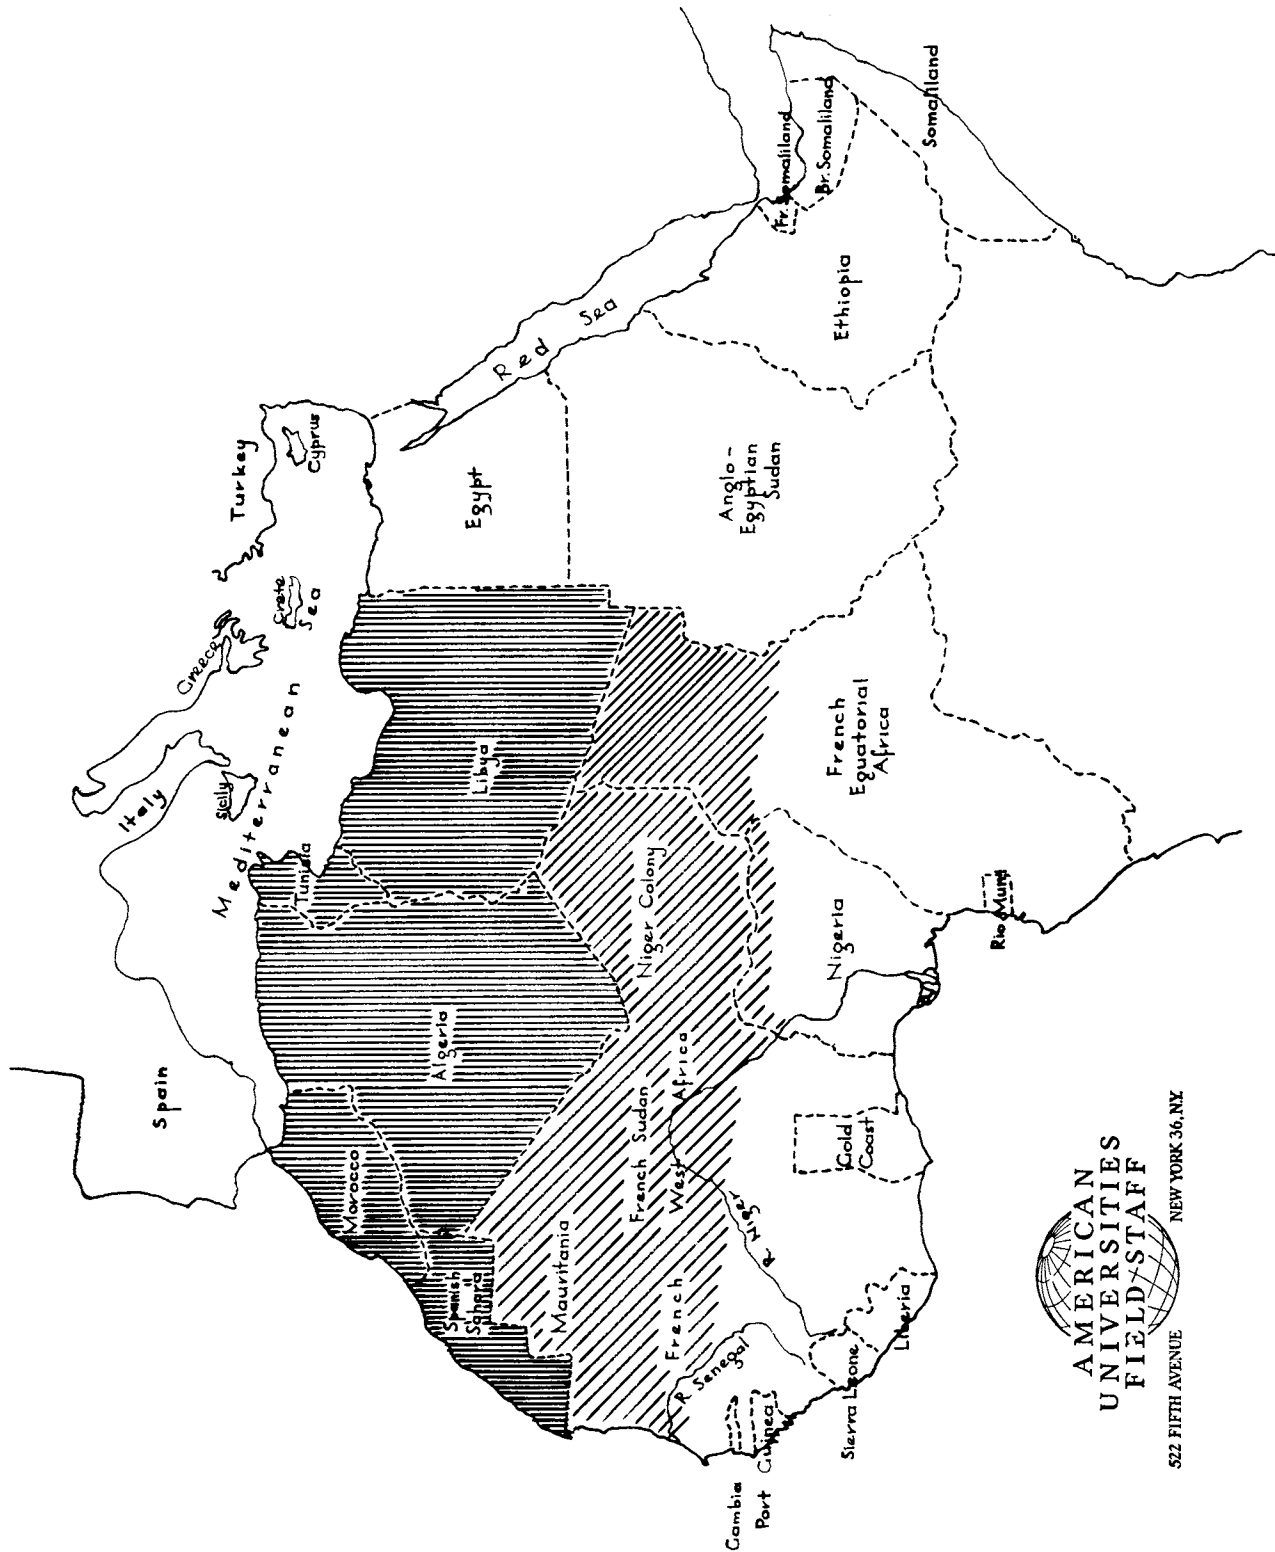 Spain
Italy
Greece
Turkey
Sicily
Crete
Cyprus
Mediterranean
Sea
Morocco
Algeria
Tunisia
Libya
Egypt
Red Sea
Spanish
Sahara
Mauritania
French Sudan
Niger Colony
French West Africa
Anglo-
Egyptian
Sudan
French
Equatorial
Africa
Ethiopia
Fr. Somaliland
Br. Somaliland
Somaliland
R. Senegal
R. Niger
Gambia
Port Guinea
Sierra Leone
Liberia
Gold
Coast
Nigeria
Rio Muni
AMERICAN
UNIVERSITIES
FIELD STAFF
522 FIFTH AVENUE NEW YORK 36, N.Y.